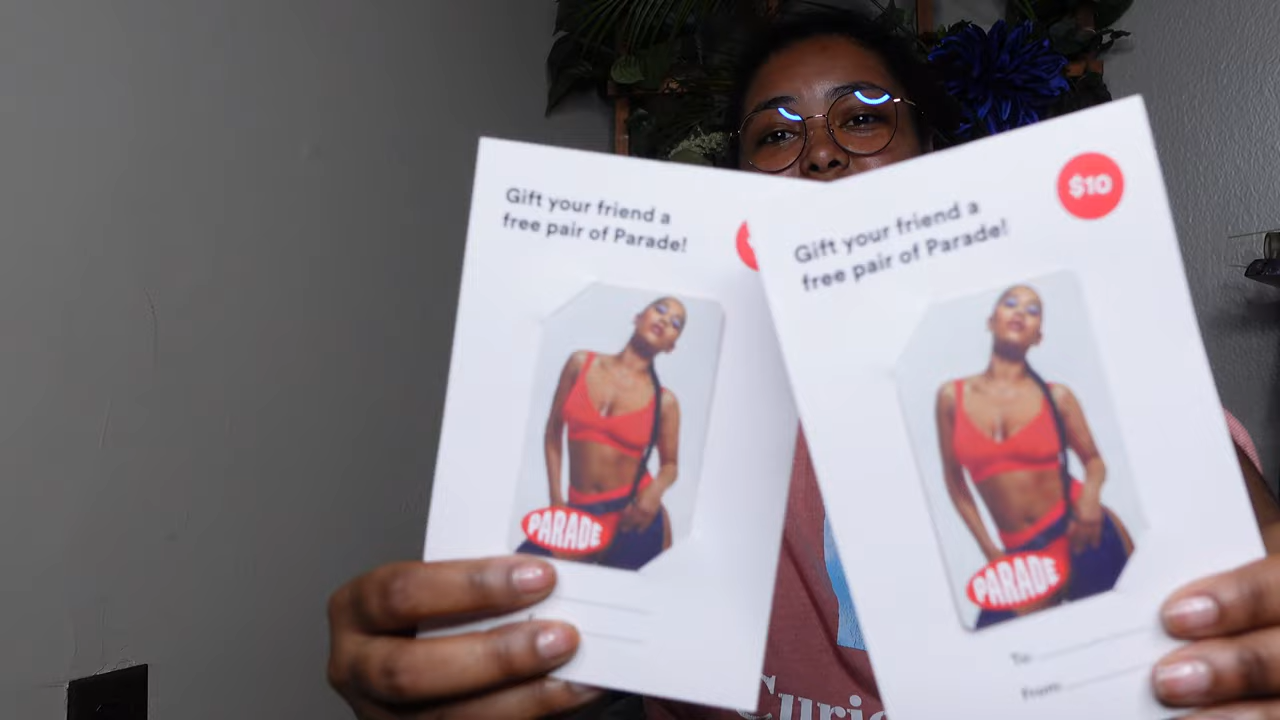 Gift your friend a
free pair of Parade!
PARADE
$10
Gift your friend a
free pair of Parade!
PARADE
To
From
Curio